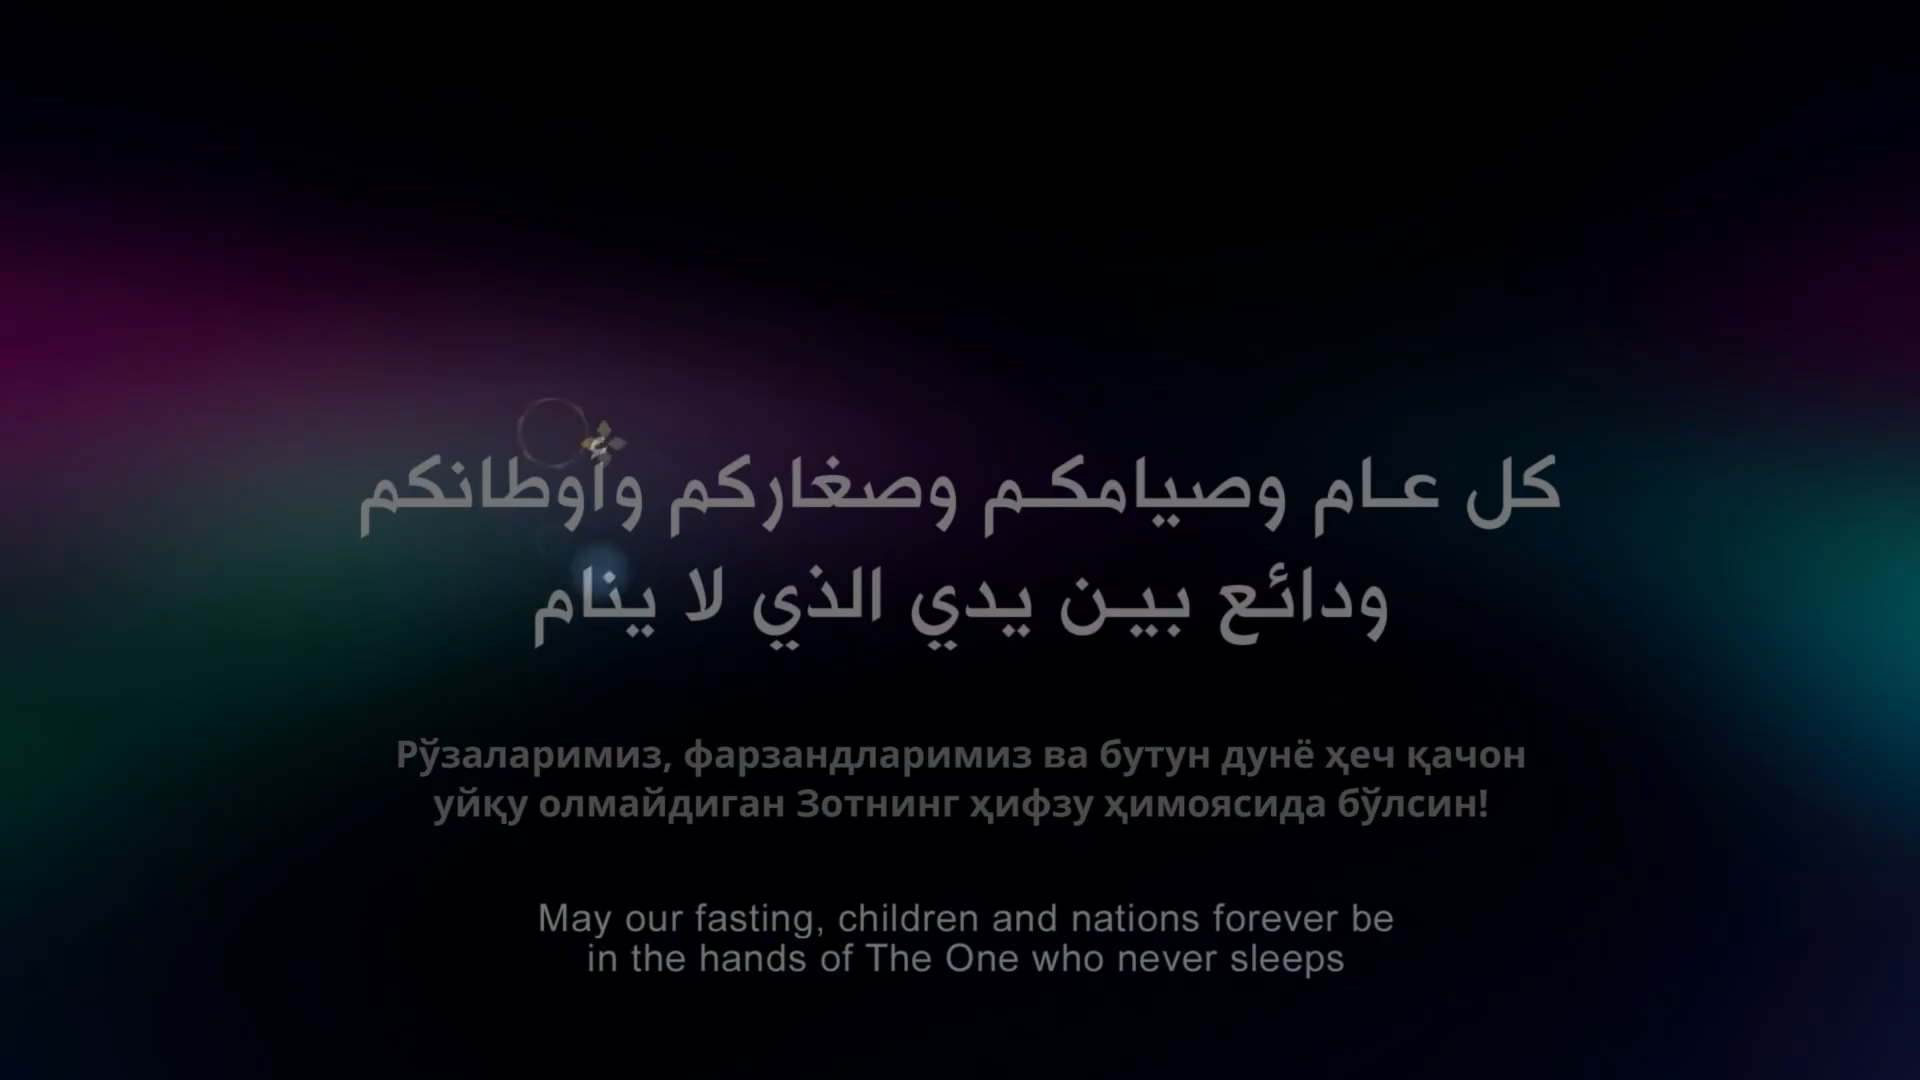 كل عام وصيامكم وصغاركم وأوطانكم
ودائع بين يدي الذي لا ينام
Рўзаларимиз, фарзандларимиз ва бутун дунё ҳеч қачон
уйқу олмайдиган Зотнинг ҳифзу ҳимоясида бўлсин!
May our fasting, children and nations forever be
in the hands of The One who never sleeps